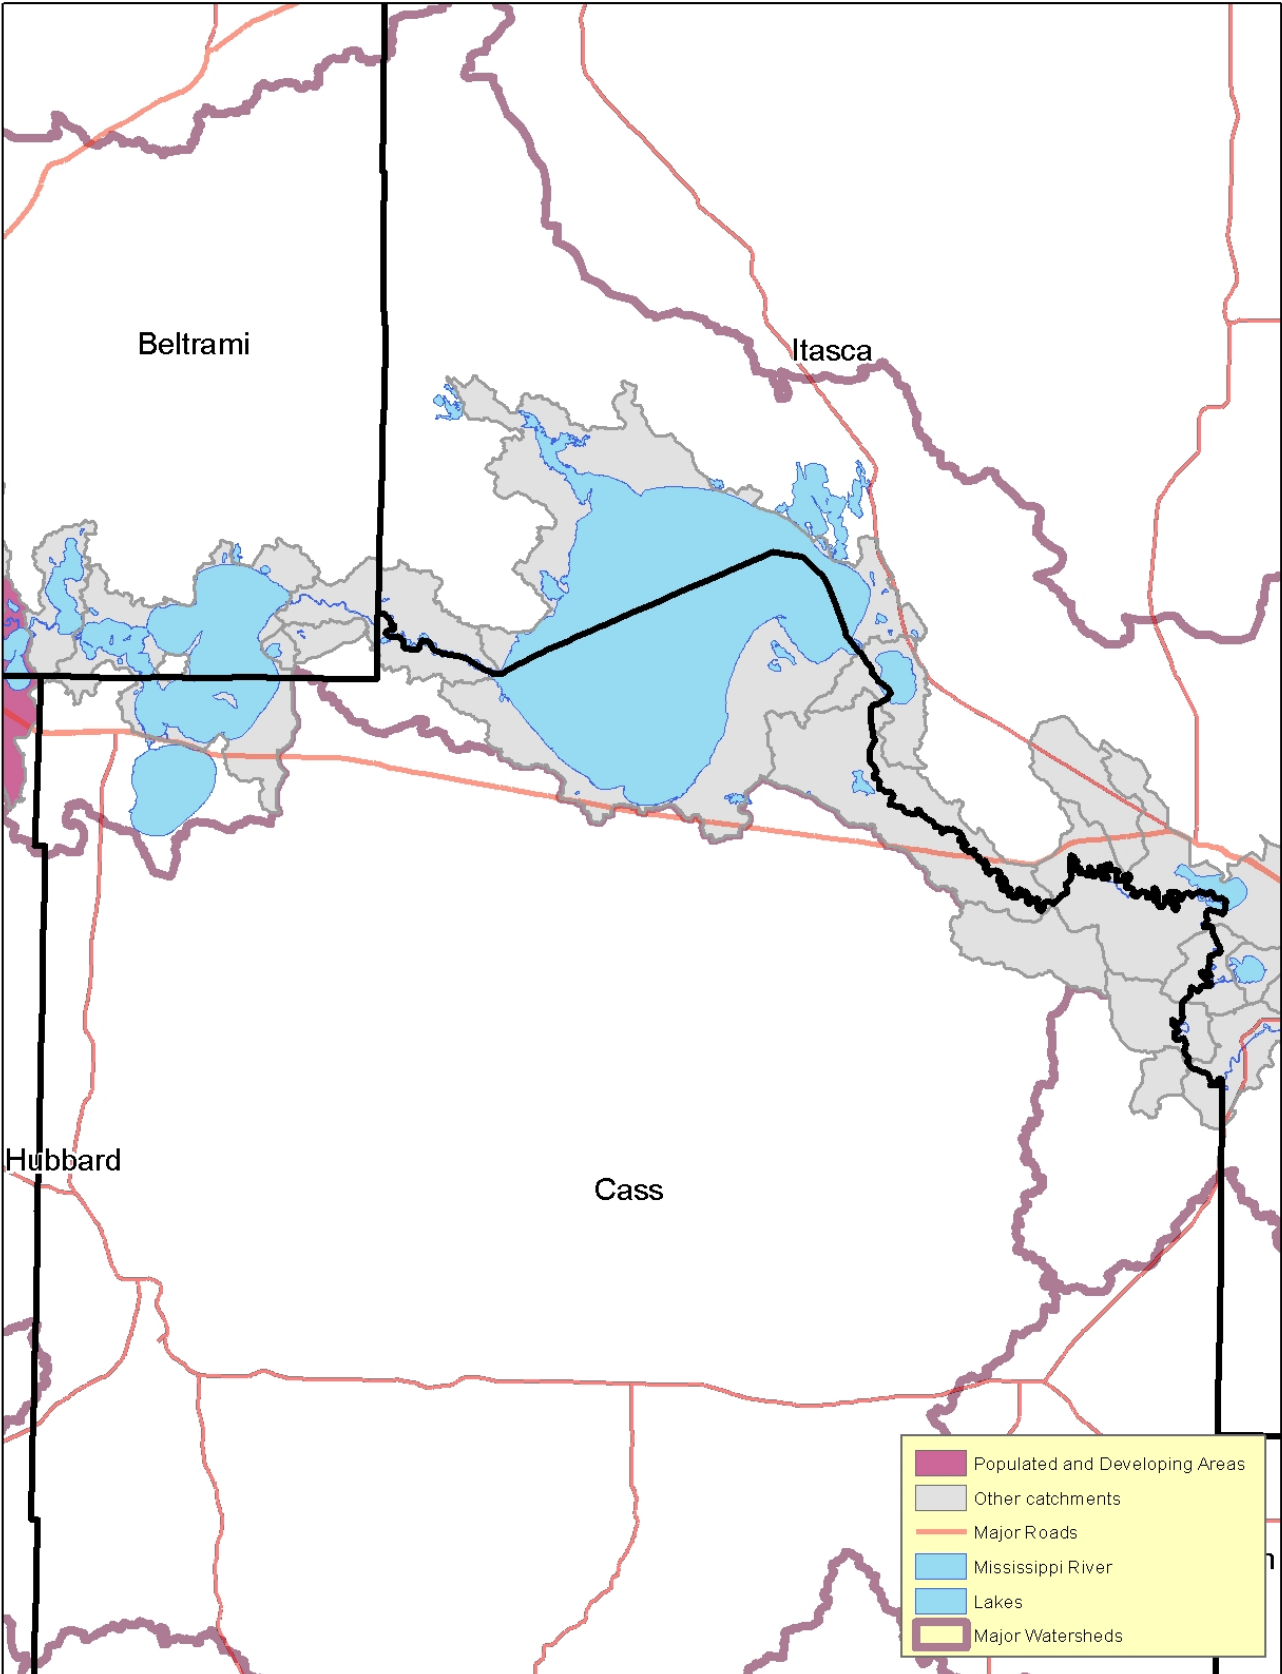 Beltrami
Itasca
Hubbard
Cass
Populated and Developing Areas
Other catchments
Major Roads
Mississippi River
Lakes
Major Watersheds
n